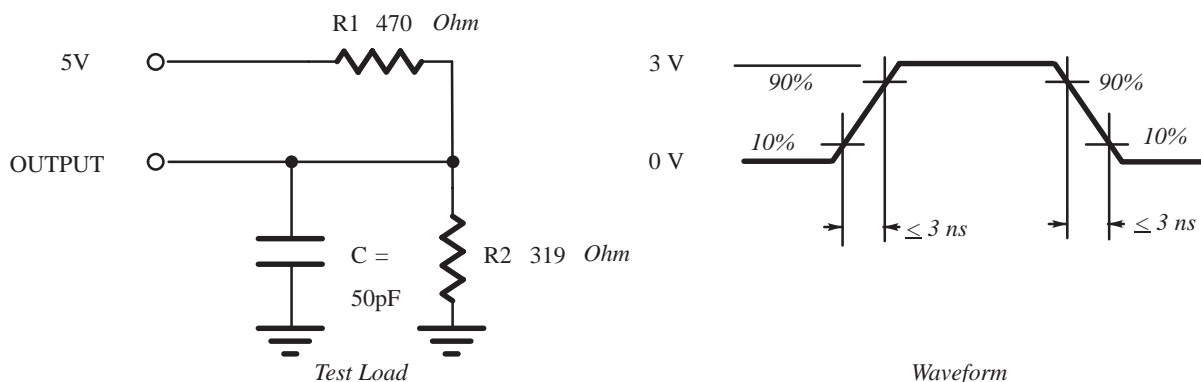 R1 470 Ohm
5V
OUTPUT
C =
50pF
R2 319 Ohm
Test Load
3 V
90%
90%
10%
10%
0 V
≤ 3 ns
≤ 3 ns
Waveform